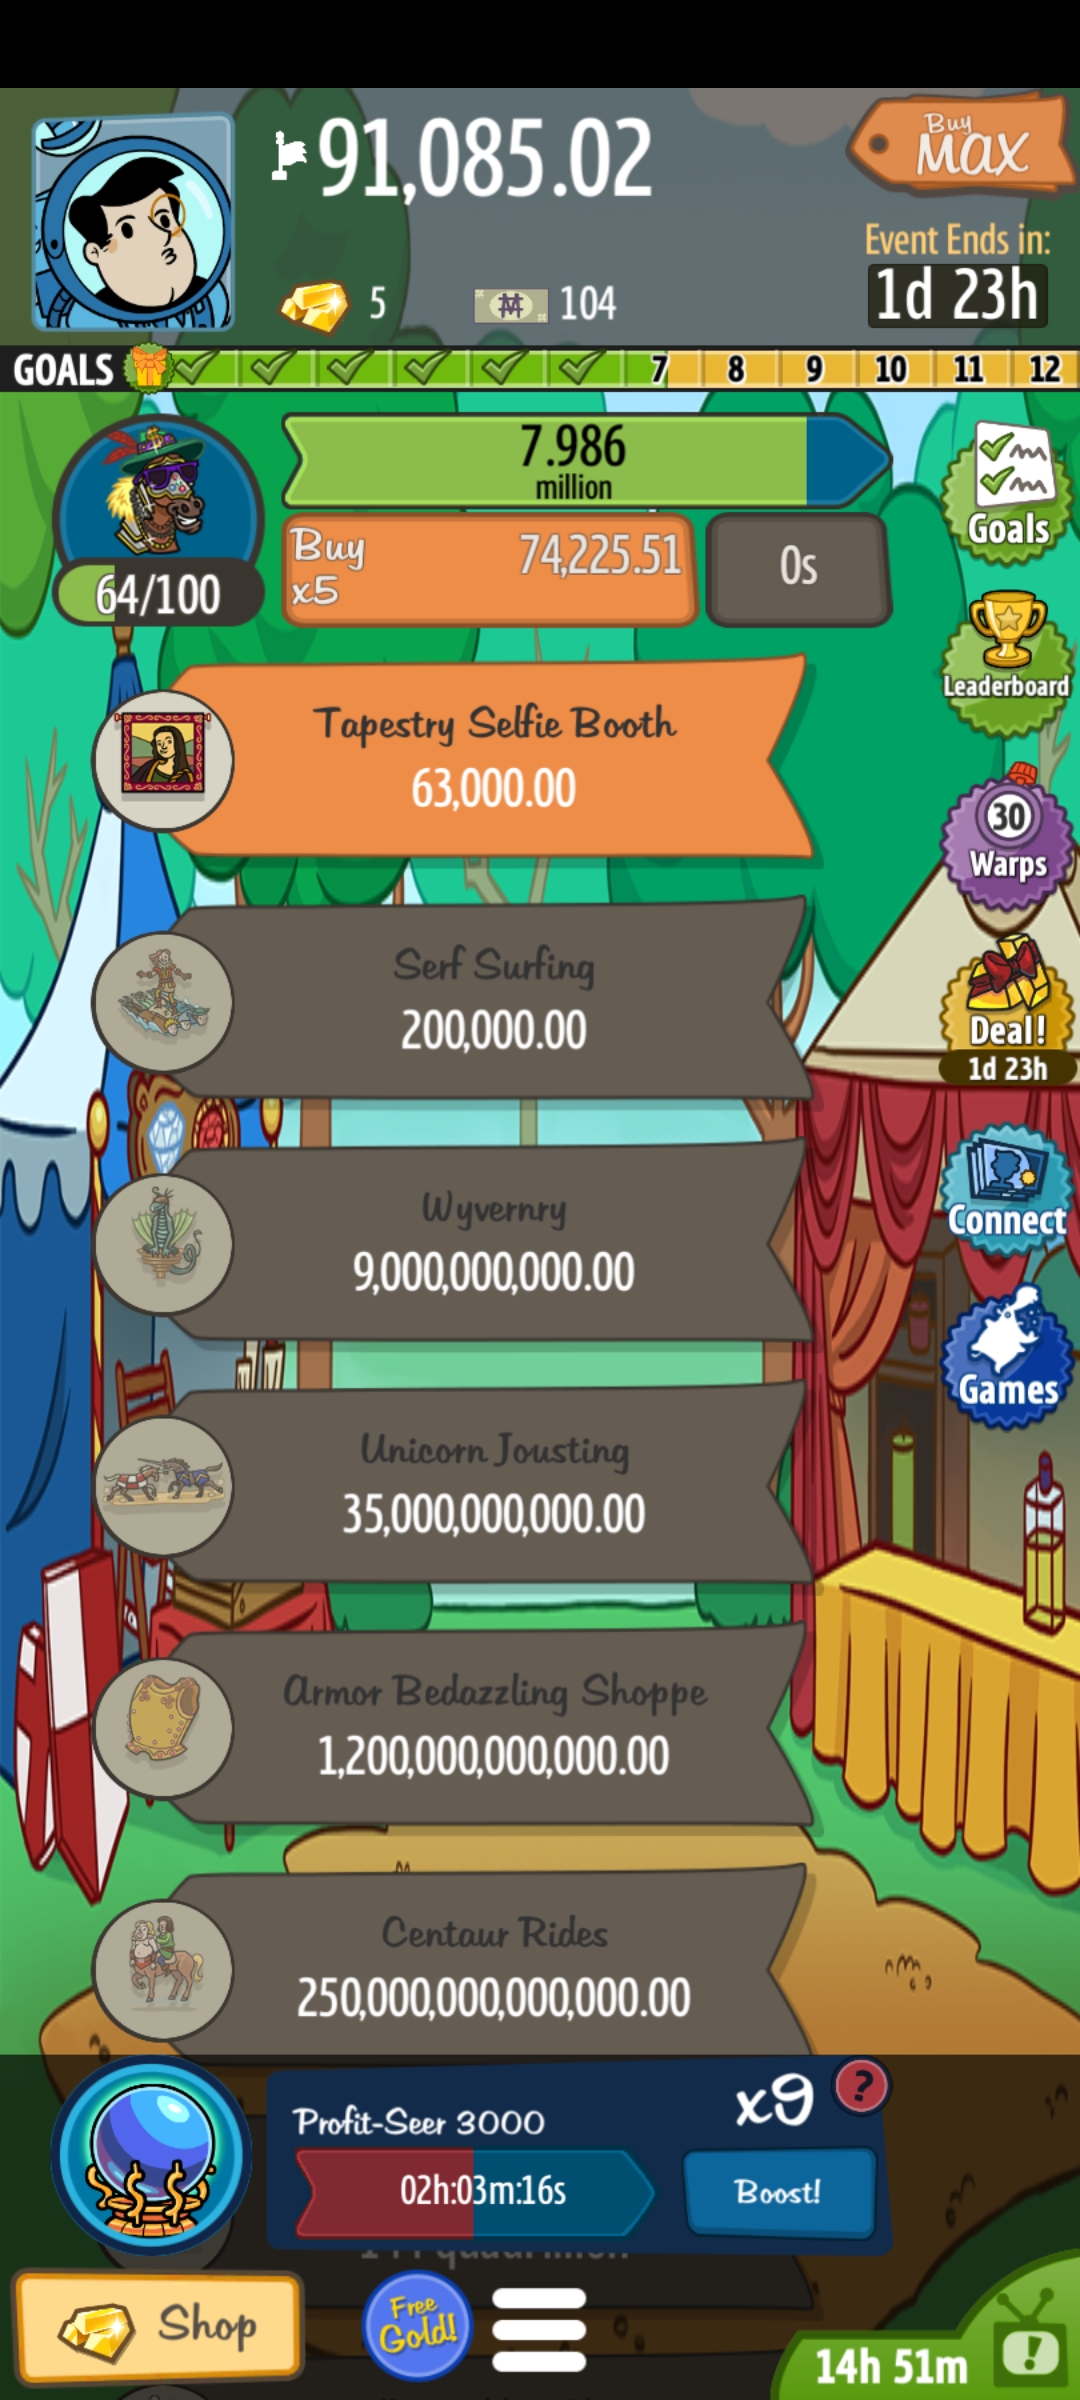 91,085.02
Buy
MAX
5
104
Event Ends in:
1d 23h
GOALS
7 8 9 10 11 12
7.986
million
Goals
Buy
x5
74,225.51
0s
64/100
Leaderboard
Tapestry Selfie Booth
63,000.00
30
Warps
Serf Surfing
200,000.00
Deal!
1d 23h
Wyvernry
9,000,000,000.00
Connect
Games
Unicorn Jousting
35,000,000,000.00
Armor Bedazzling Shoppe
1,200,000,000,000.00
Centaur Rides
250,000,000,000,000.00
Profit-Seer 3000
x9
?
02h:03m:16s
Boost!
Shop
Free
Gold!
14h 51m
!